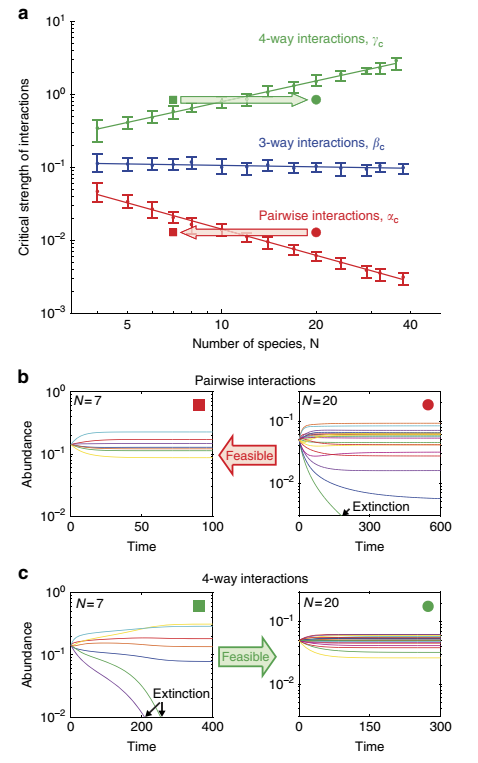 a
Critical strength of interactions
10¹
10⁰
10⁻¹
10⁻²
10⁻³
4-way interactions, γc
3-way interactions, βc
Pairwise interactions, αc
5
10
20
40
Number of species, N
b
Pairwise interactions
Abundance
10⁰
10⁻¹
10⁻²
N = 7
0
50
100
Time
Feasible
10⁻¹
10⁻²
N = 20
Extinction
0
300
600
Time
c
4-way interactions
Abundance
10⁰
10⁻¹
10⁻²
N = 7
Extinction
0
200
400
Time
Feasible
10⁻¹
10⁻²
N = 20
0
150
300
Time